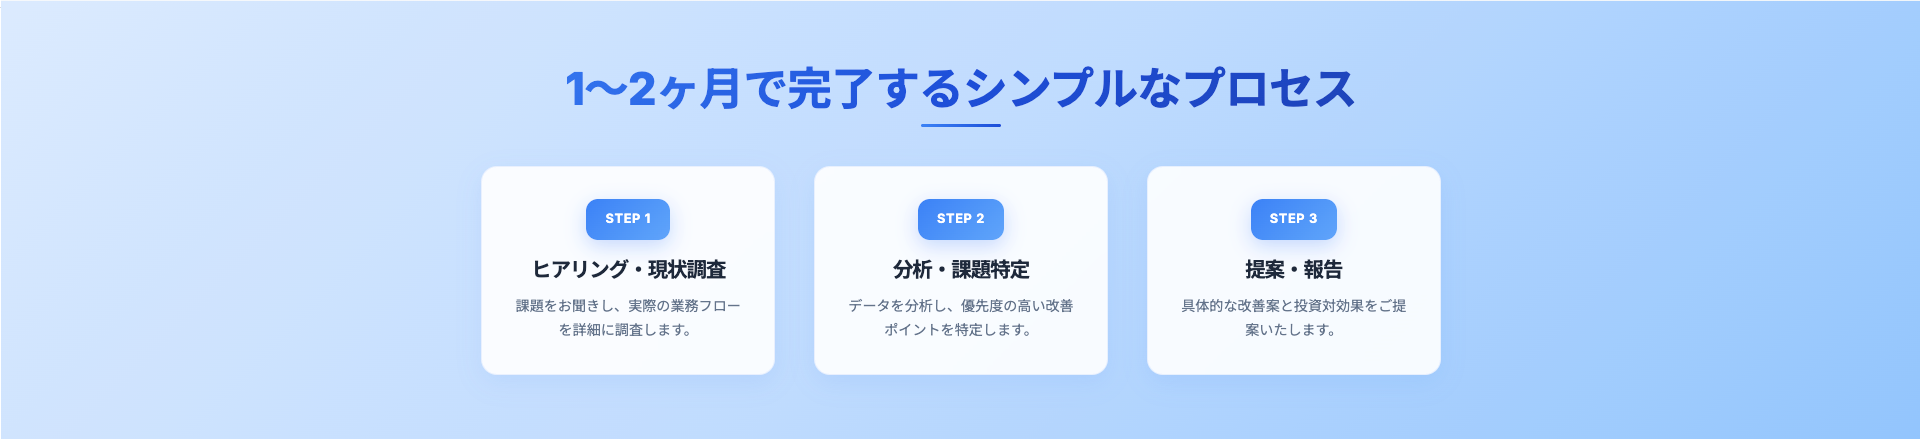 1〜2ヶ月で完了するシンプルなプロセス
STEP 1
ヒアリング・現状調査
課題をお聞きし、実際の業務フロー
を詳細に調査します。
STEP 2
分析・課題特定
データを分析し、優先度の高い改善
ポイントを特定します。
STEP 3
提案・報告
具体的な改善案と投資対効果をご提
案いたします。